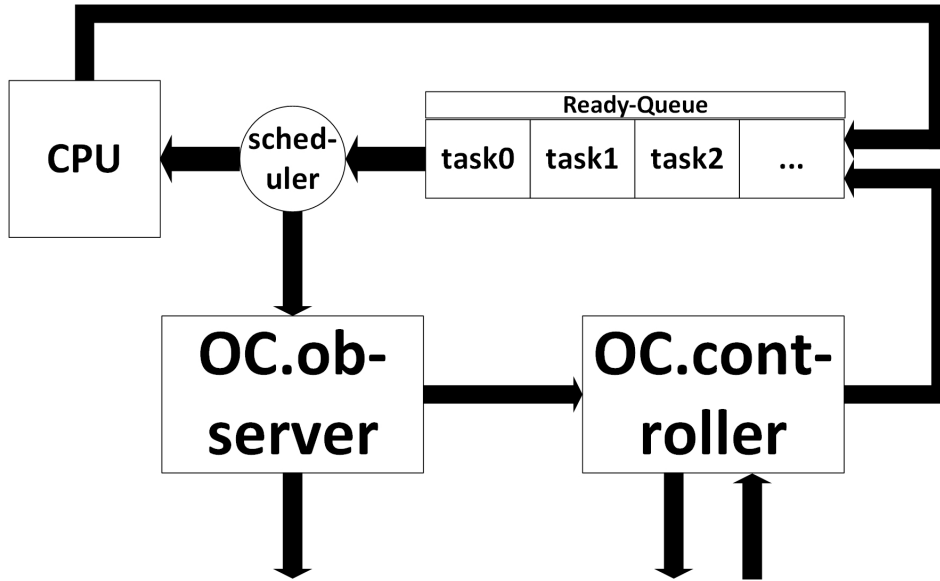 Ready-Queue
CPU
sched-
uler
task0
task1
task2
...
OC.ob-
server
OC.cont-
roller